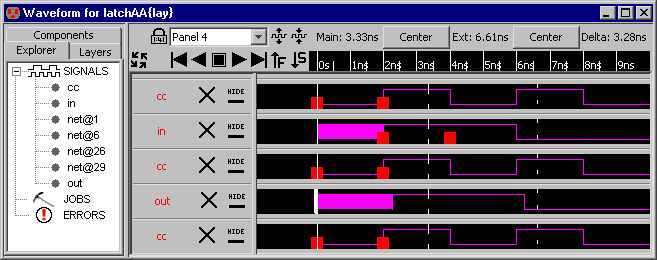 Waveform for latchAA{lay}
Components
Explorer Layers
SIGNALS
cc
in
net@1
net@6
net@26
net@29
out
JOBS
ERRORS
Panel 4 Main: 3.33ns Center Ext: 6.61ns Center Delta: 3.28ns
F S 0s 1ns 2ns 3ns 4ns 5ns 6ns 7ns 8ns 9ns
cc HIDE
in HIDE
cc HIDE
out HIDE
cc HIDE